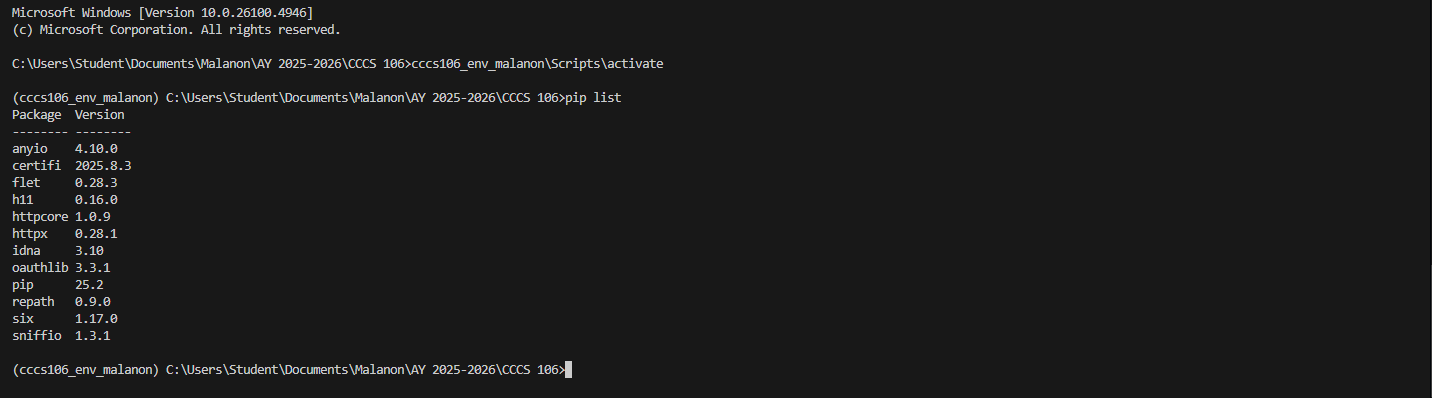 Microsoft Windows [Version 10.0.26100.4946]
(c) Microsoft Corporation. All rights reserved.
C:\Users\Student\Documents\Malanon\AY 2025-2026\CCCS 106>cccs106_env_malanon\Scripts\activate
(cccs106_env_malanon) C:\Users\Student\Documents\Malanon\AY 2025-2026\CCCS 106>pip list
Package  Version
-------- --------
anyio    4.10.0
certifi  2025.8.3
flet     0.28.3
h11      0.16.0
httpcore 1.0.9
httpx    0.28.1
idna     3.10
oauthlib 3.3.1
pip      25.2
repath   0.9.0
six      1.17.0
sniffio  1.3.1
(cccs106_env_malanon) C:\Users\Student\Documents\Malanon\AY 2025-2026\CCCS 106>